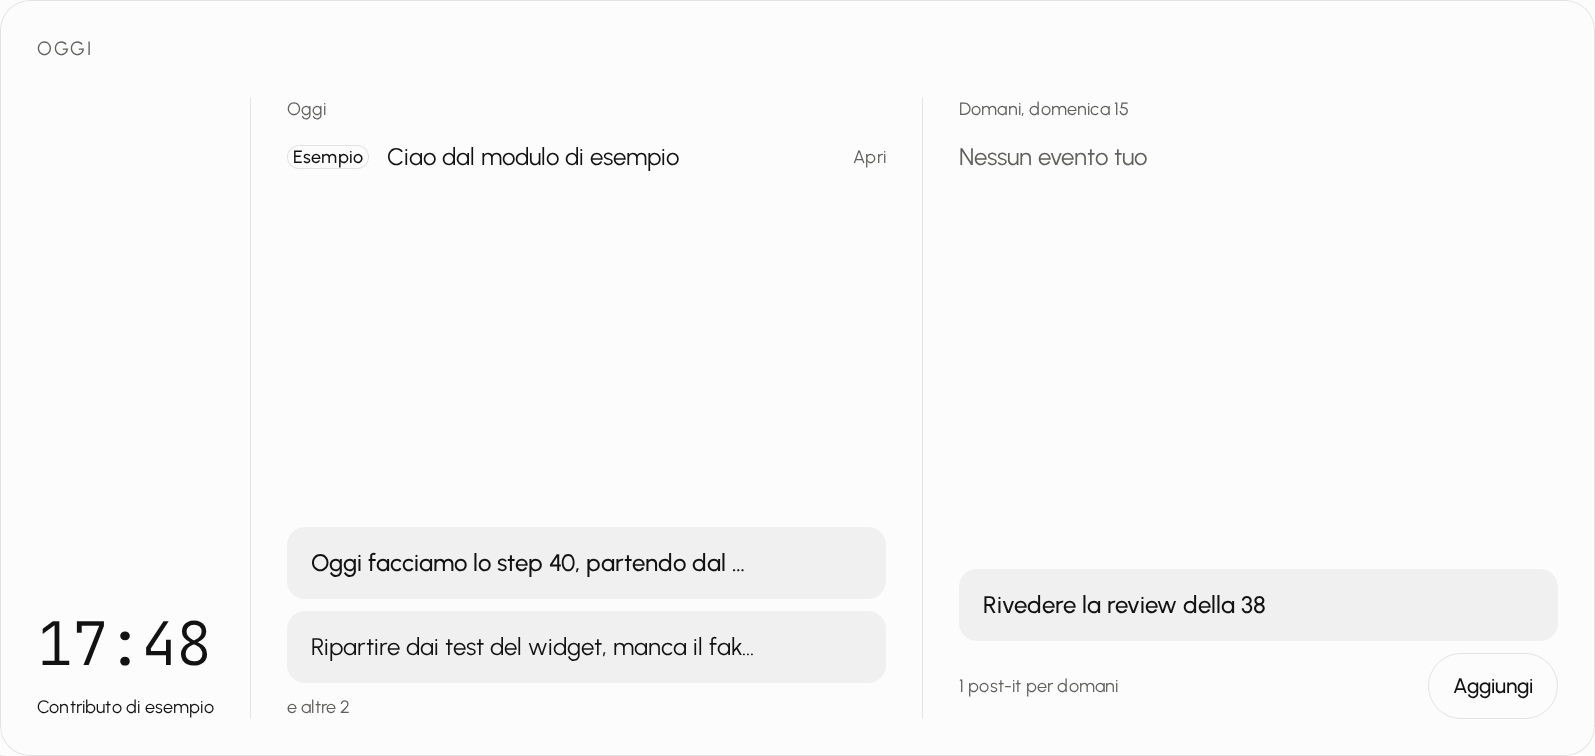 OGGI
Oggi
Esempio Ciao dal modulo di esempio Apri
Oggi facciamo lo step 40, partendo dal ...
Ripartire dai test del widget, manca il fak...
e altre 2
17:48
Contributo di esempio
Domani, domenica 15
Nessun evento tuo
Rivedere la review della 38
1 post-it per domani
Aggiungi